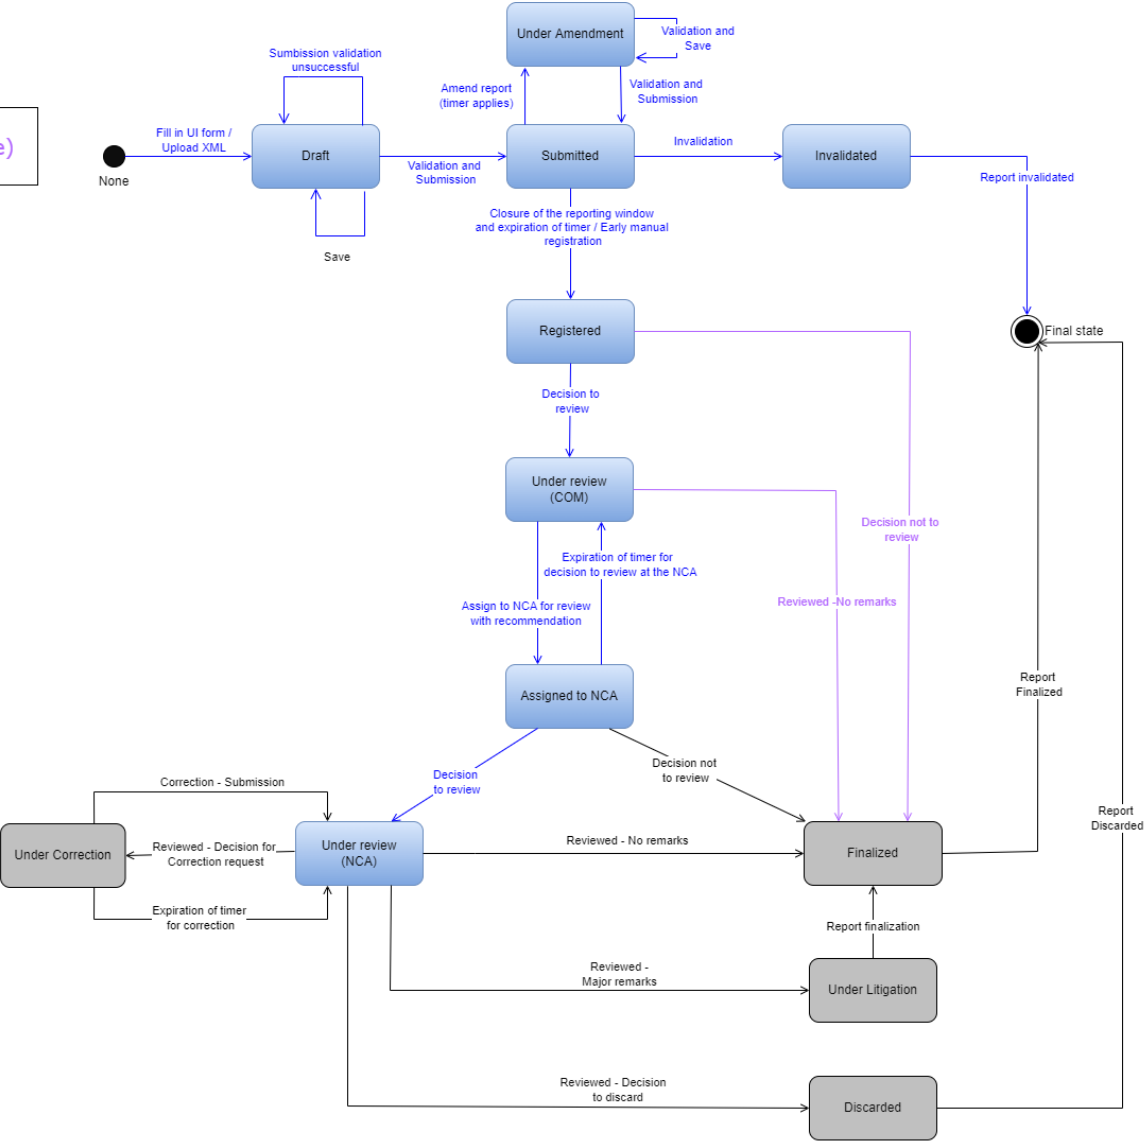 Under Amendment
Validation and
Save
Sumbission validation
unsuccessful
Amend report
(timer applies)
Validation and
Submission
e)
Fill in UI form /
Upload XML
None
Draft
Validation and
Submission
Submitted
Invalidation
Invalidated
Report invalidated
Save
Closure of the reporting window
and expiration of timer / Early manual
registration
Registered
Final state
Decision to
review
Under review
(COM)
Decision not to
review
Expiration of timer for
decision to review at the NCA
Assign to NCA for review
with recommendation
Reviewed -No remarks
Assigned to NCA
Report
Finalized
Decision
to review
Decision not
to review
Correction - Submission
Report
Discarded
Under Correction
Reviewed - Decision for
Correction request
Under review
(NCA)
Reviewed - No remarks
Finalized
Expiration of timer
for correction
Report finalization
Reviewed -
Major remarks
Under Litigation
Reviewed - Decision
to discard
Discarded